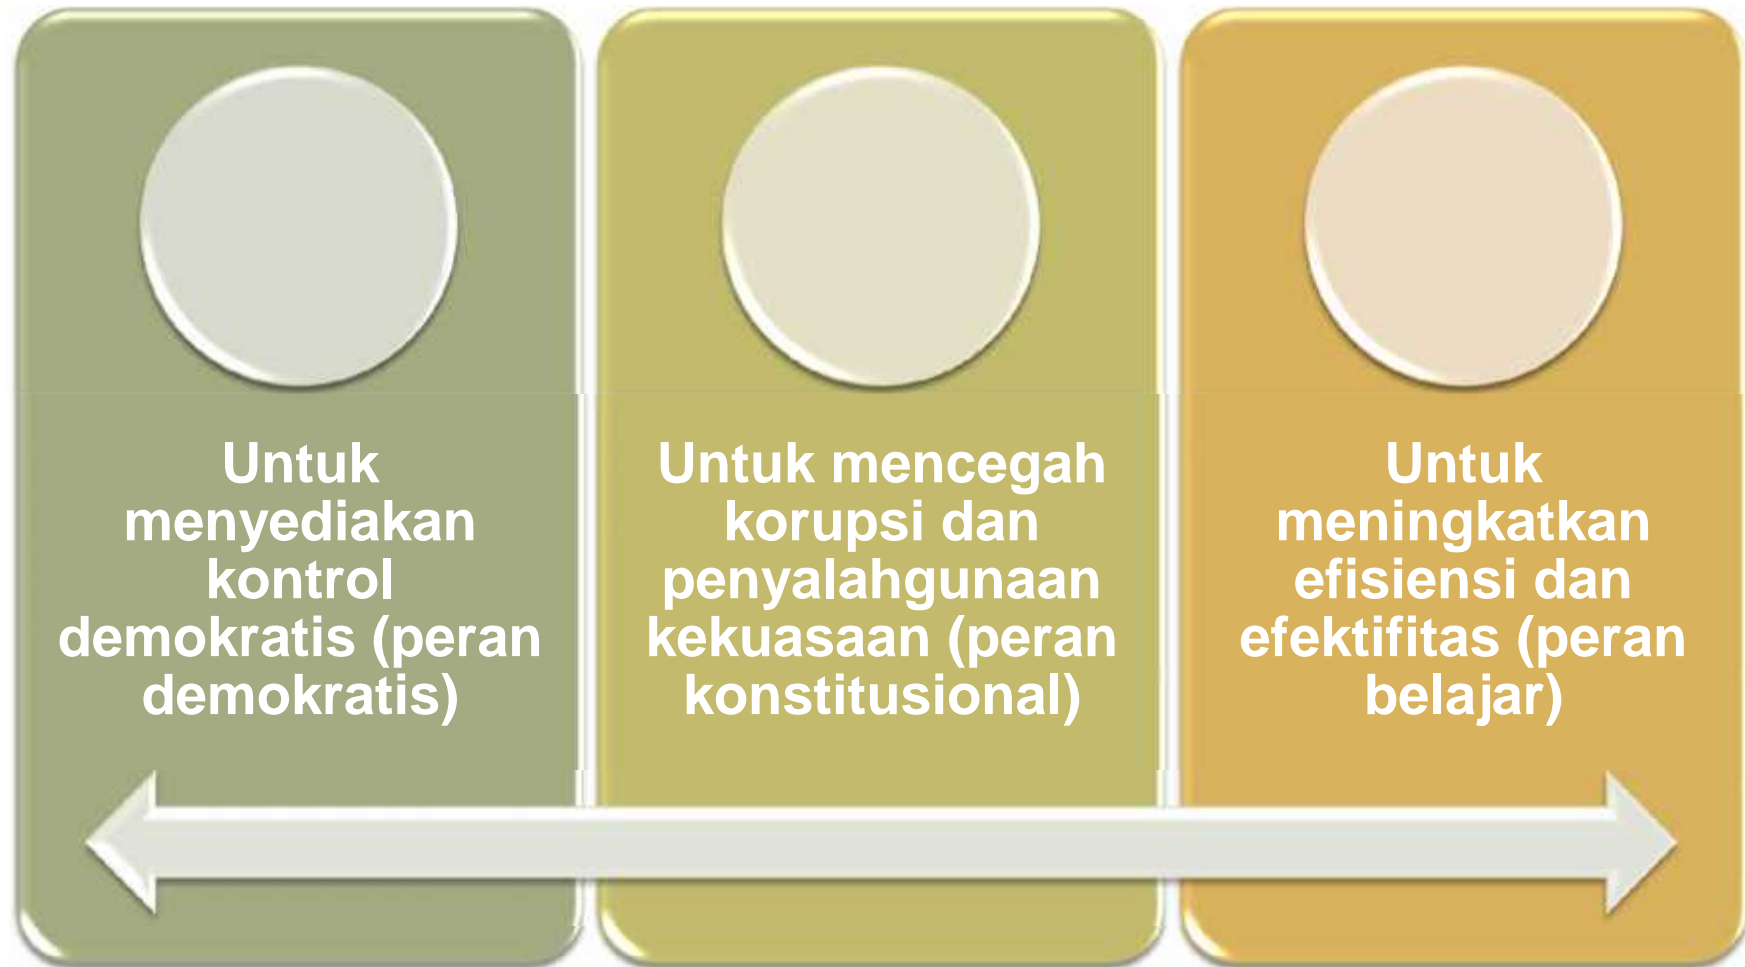 Untuk
menyediakan
kontrol
demokratis (peran
demokratis)
Untuk mencegah
korupsi dan
penyalahgunaan
kekuasaan (peran
konstitusional)
Untuk
meningkatkan
efisiensi dan
efektifitas (peran
belajar)